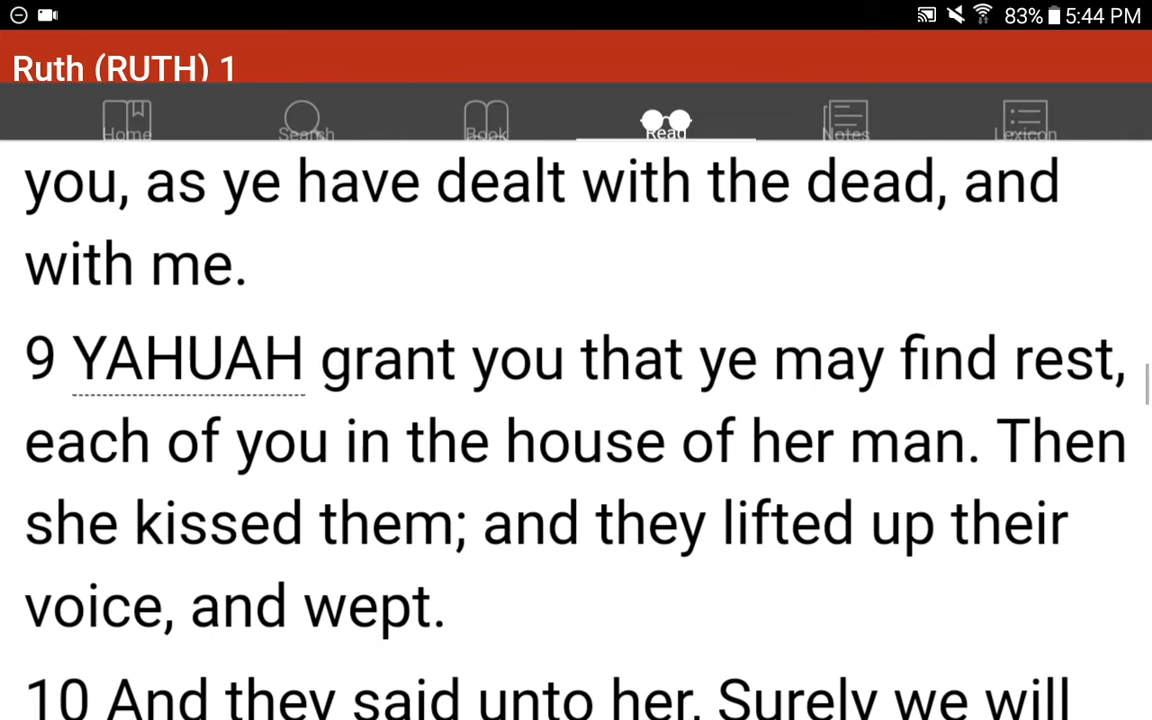 83% 5:44 PM
Ruth (RUTH) 1
Home Search Book Read Notes Lexicon
you, as ye have dealt with the dead, and
with me.
9 YAHUAH grant you that ye may find rest,
each of you in the house of her man. Then
she kissed them; and they lifted up their
voice, and wept.
10 And they said unto her, Surely we will